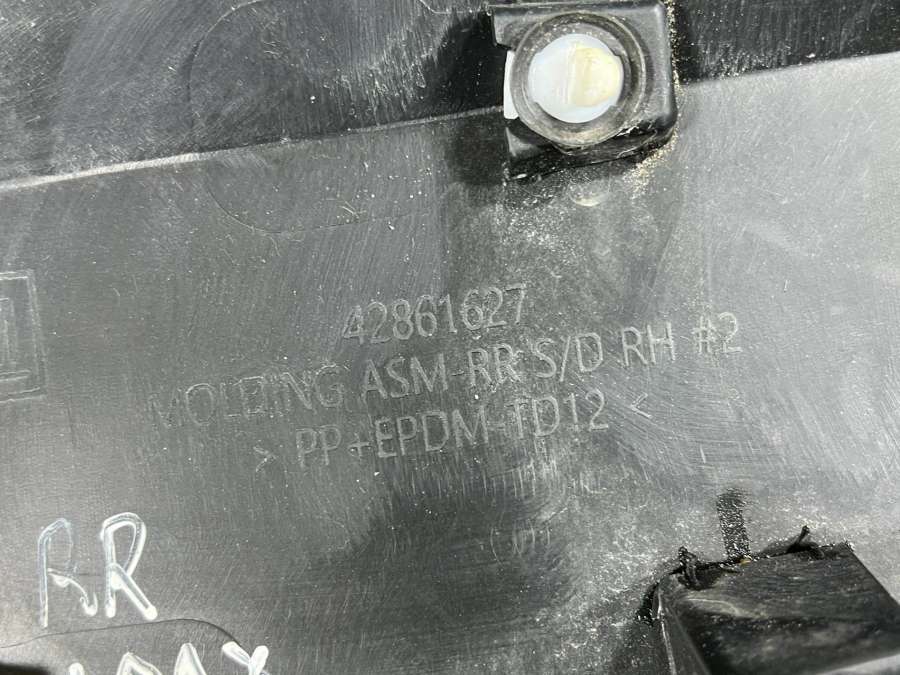 42861627
MOLDING ASM-RR S/D RH #2
> PP+EPDM-TD12 <
RR